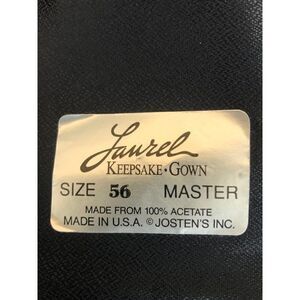 Laurel
KEEPSAKE·GOWN
SIZE 56 MASTER
MADE FROM 100% ACETATE
MADE IN U.S.A. © JOSTEN'S INC.